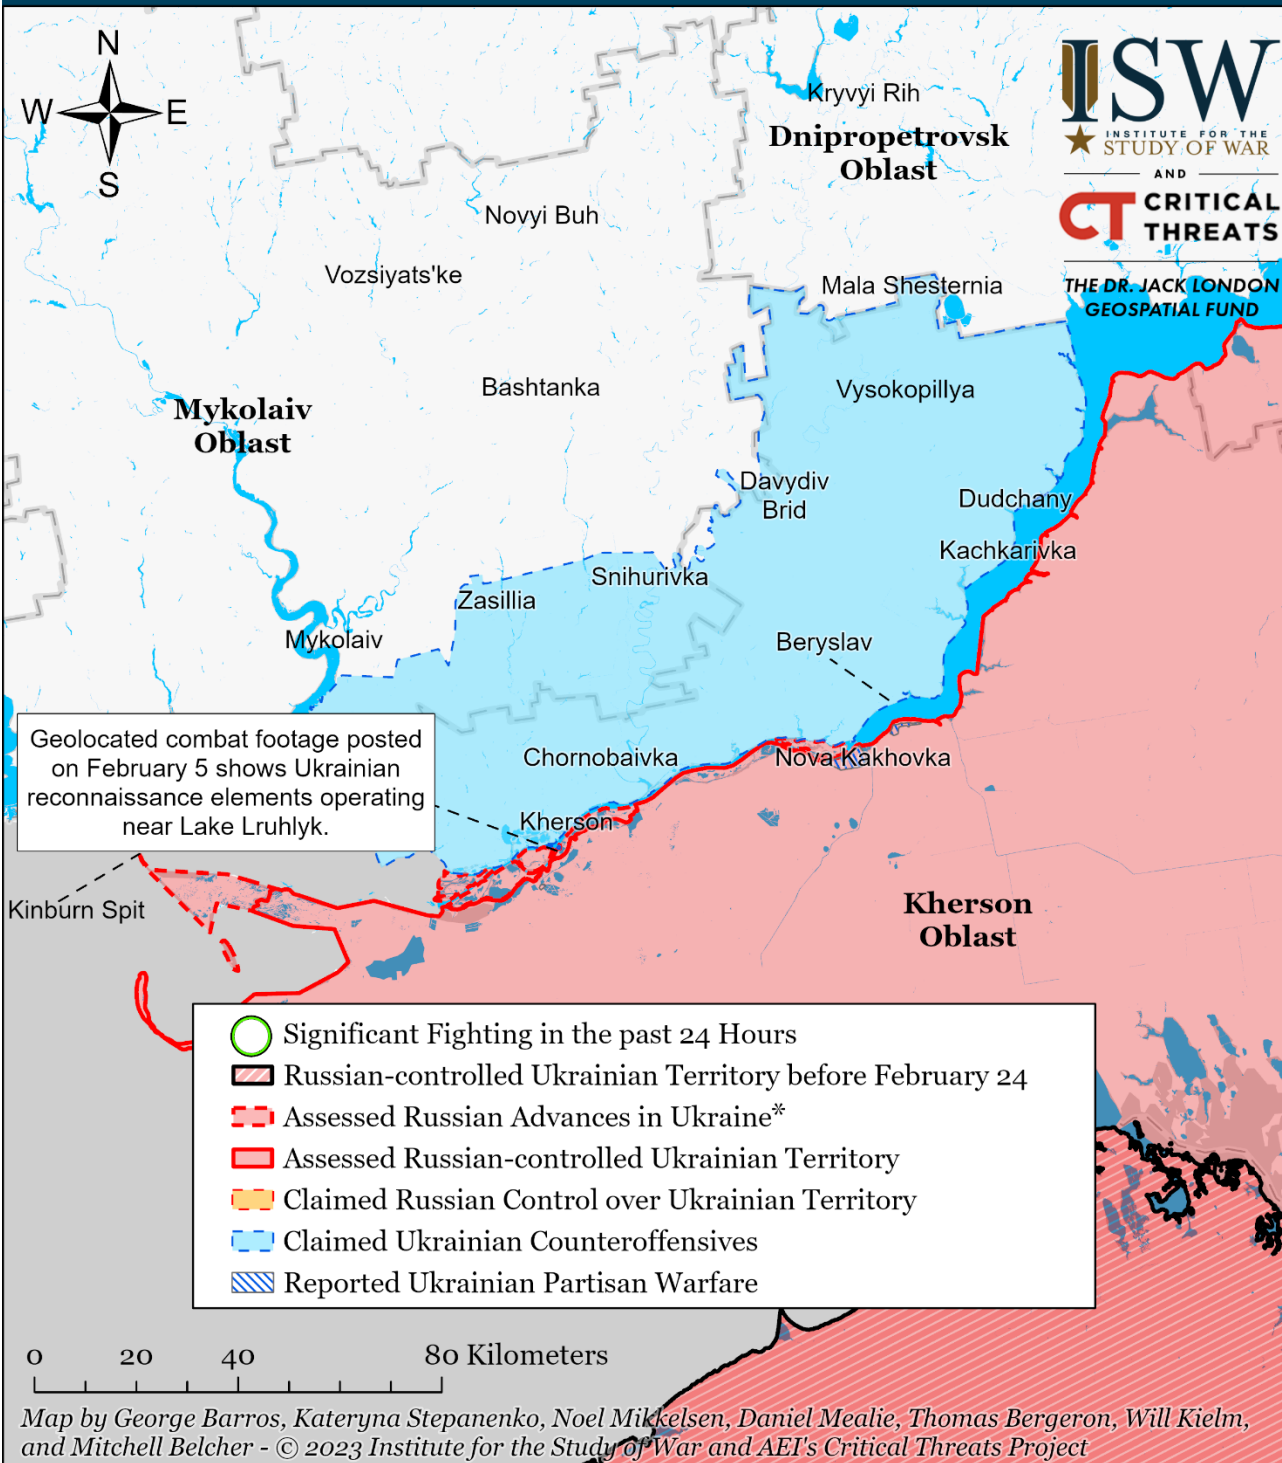 N
W
E
S
ISW
INSTITUTE FOR THE
STUDY OF WAR
AND
CT CRITICAL
THREATS
THE DR. JACK LONDON
GEOSPATIAL FUND
Kryvyi Rih
Dnipropetrovsk
Oblast
Novyi Buh
Vozsiyats'ke
Mala Shesternia
Bashtanka
Vysokopillya
Mykolaiv
Oblast
Davydiv
Brid
Dudchany
Kachkarivka
Snihurivka
Zasillia
Mykolaiv
Beryslav
Geolocated combat footage posted
on February 5 shows Ukrainian
reconnaissance elements operating
near Lake Lruhlyk.
Chornobaivka
Nova Kakhovka
Kherson
Kinburn Spit
Kherson
Oblast
Significant Fighting in the past 24 Hours
Russian-controlled Ukrainian Territory before February 24
Assessed Russian Advances in Ukraine*
Assessed Russian-controlled Ukrainian Territory
Claimed Russian Control over Ukrainian Territory
Claimed Ukrainian Counteroffensives
Reported Ukrainian Partisan Warfare
0 20 40 80 Kilometers
Map by George Barros, Kateryna Stepanenko, Noel Mikkelsen, Daniel Mealie, Thomas Bergeron, Will Kielm,
and Mitchell Belcher - © 2023 Institute for the Study of War and AEI's Critical Threats Project